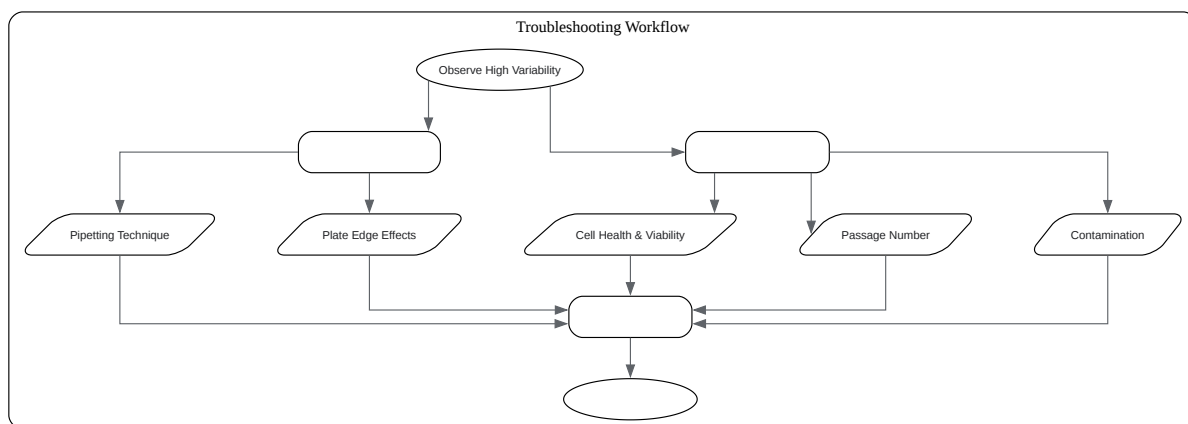 Troubleshooting Workflow
Observe High Variability
Pipetting Technique
Plate Edge Effects
Cell Health & Viability
Passage Number
Contamination